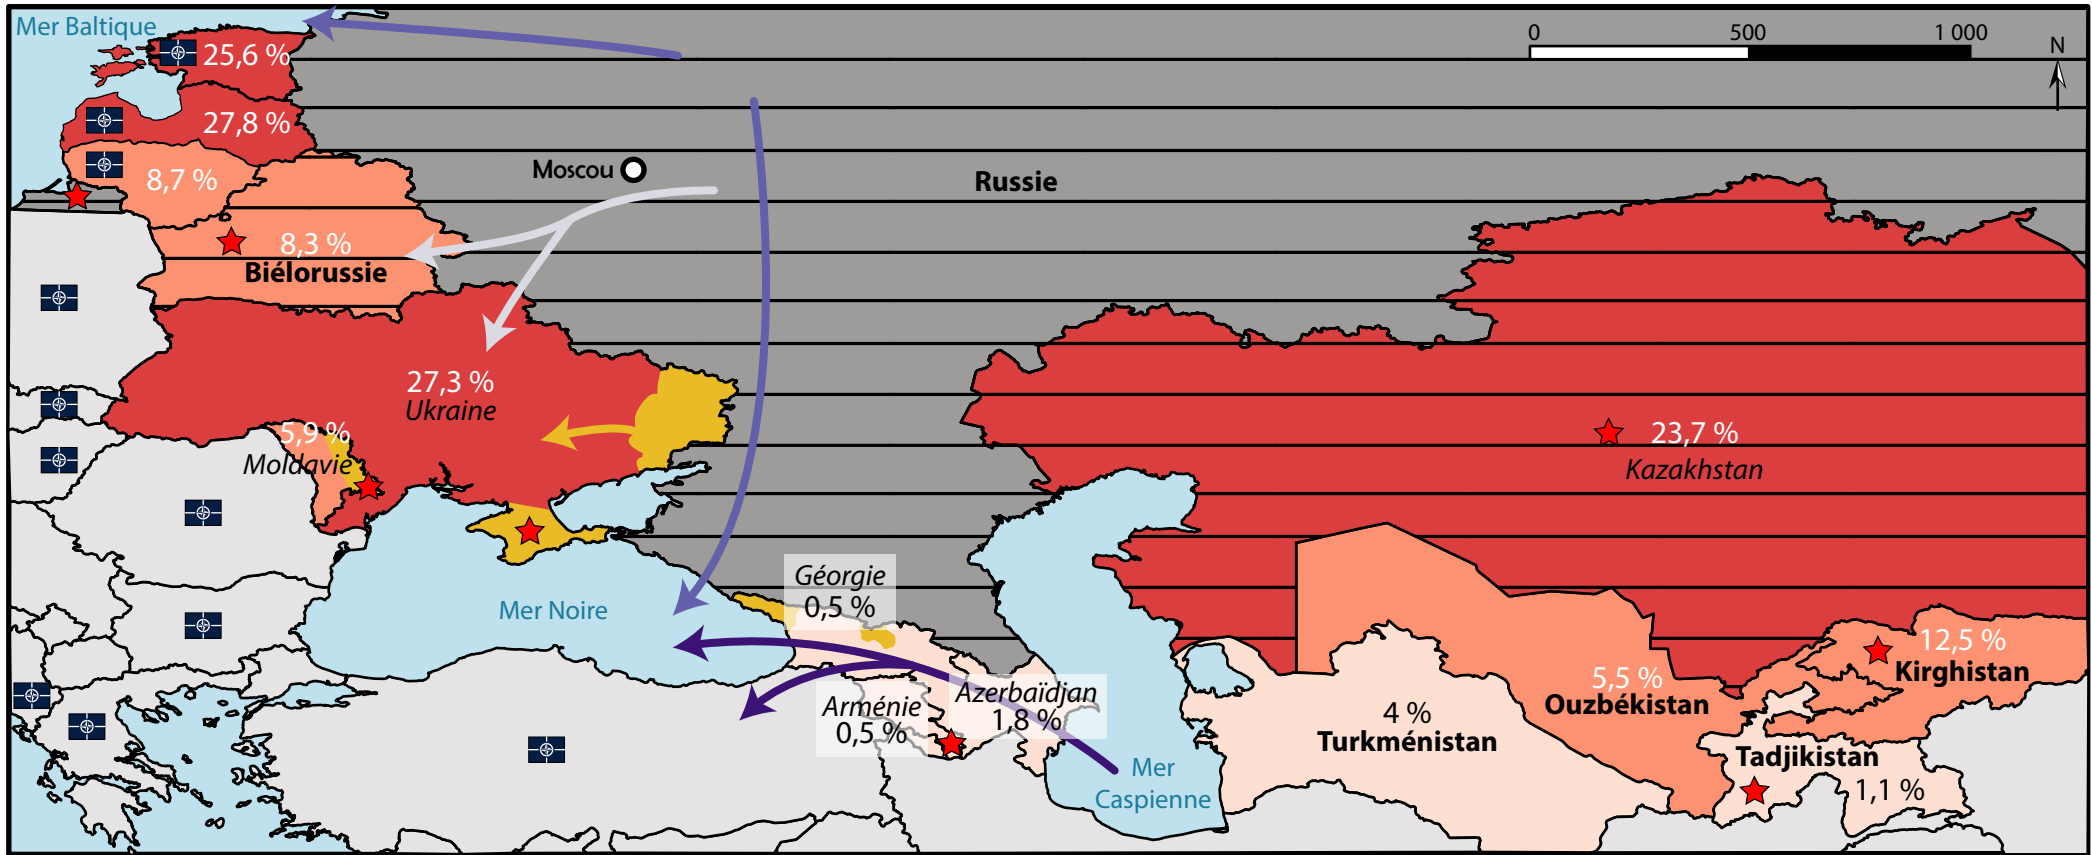 Mer Baltique
25,6 %
0
500
1 000
N
27,8 %
8,7 %
Moscou
Russie
8,3 %
Biélorussie
27,3 %
Ukraine
5,9 %
Moldavie
23,7 %
Kazakhstan
Géorgie
0,5 %
Mer Noire
12,5 %
Kirghistan
5,5 %
Ouzbékistan
Arménie
0,5 %
Azerbaïdjan
1,8 %
4 %
Turkménistan
Tadjikistan
1,1 %
Mer
Caspienne